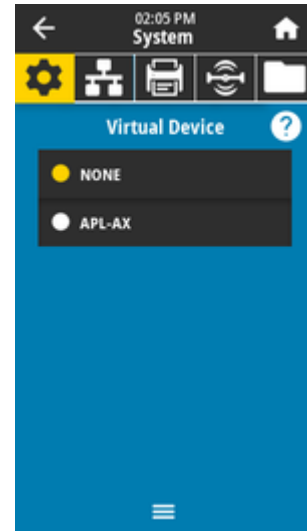 02:05 PM
System
Virtual Device
?
NONE
APL-AX